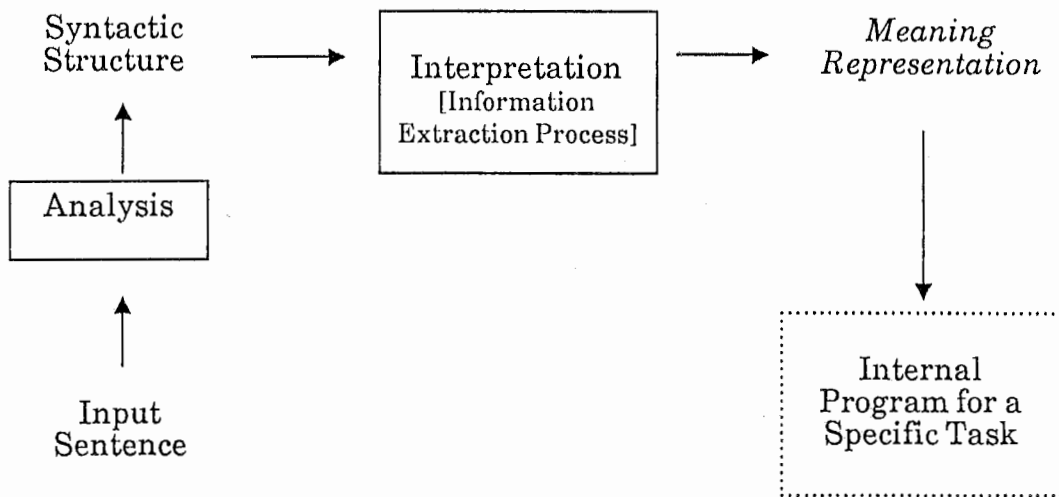 Syntactic
Structure
Interpretation
[Information
Extraction Process]
Meaning
Representation
Analysis
Input
Sentence
Internal
Program for a
Specific Task